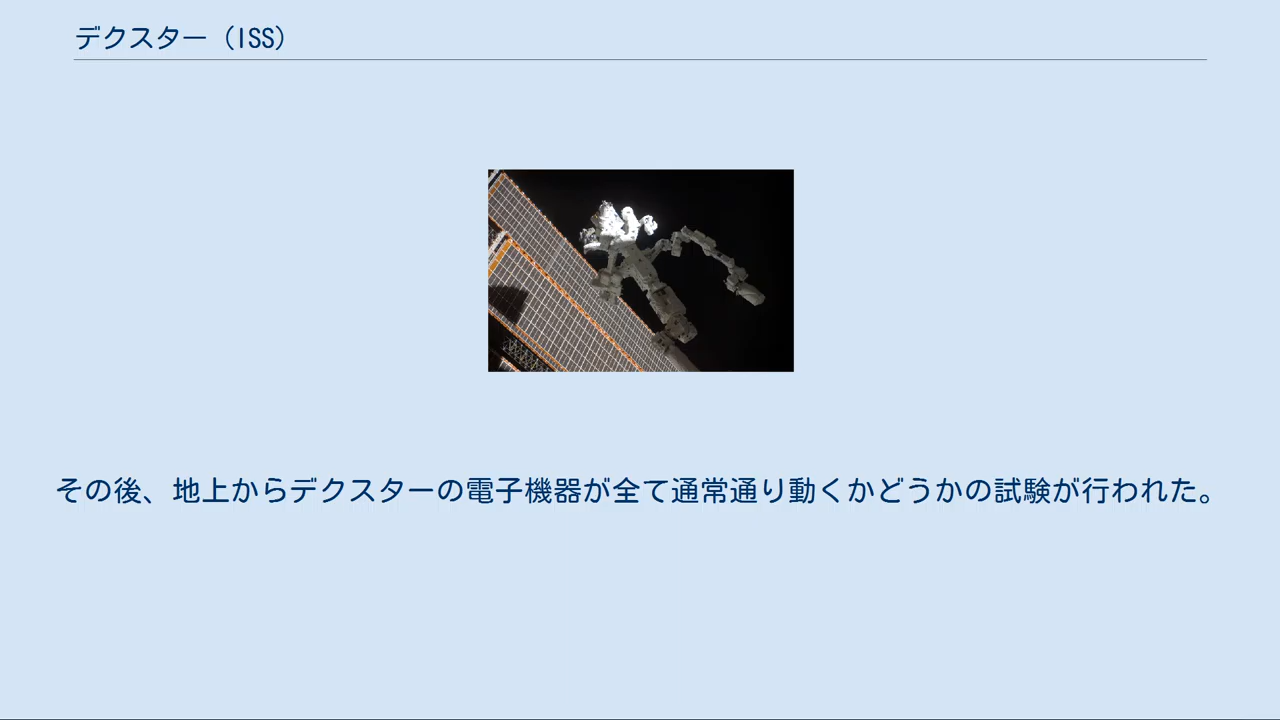 デクスター（ISS）
その後、地上からデクスターの電子機器が全て通常通り動くかどうかの試験が行われた。